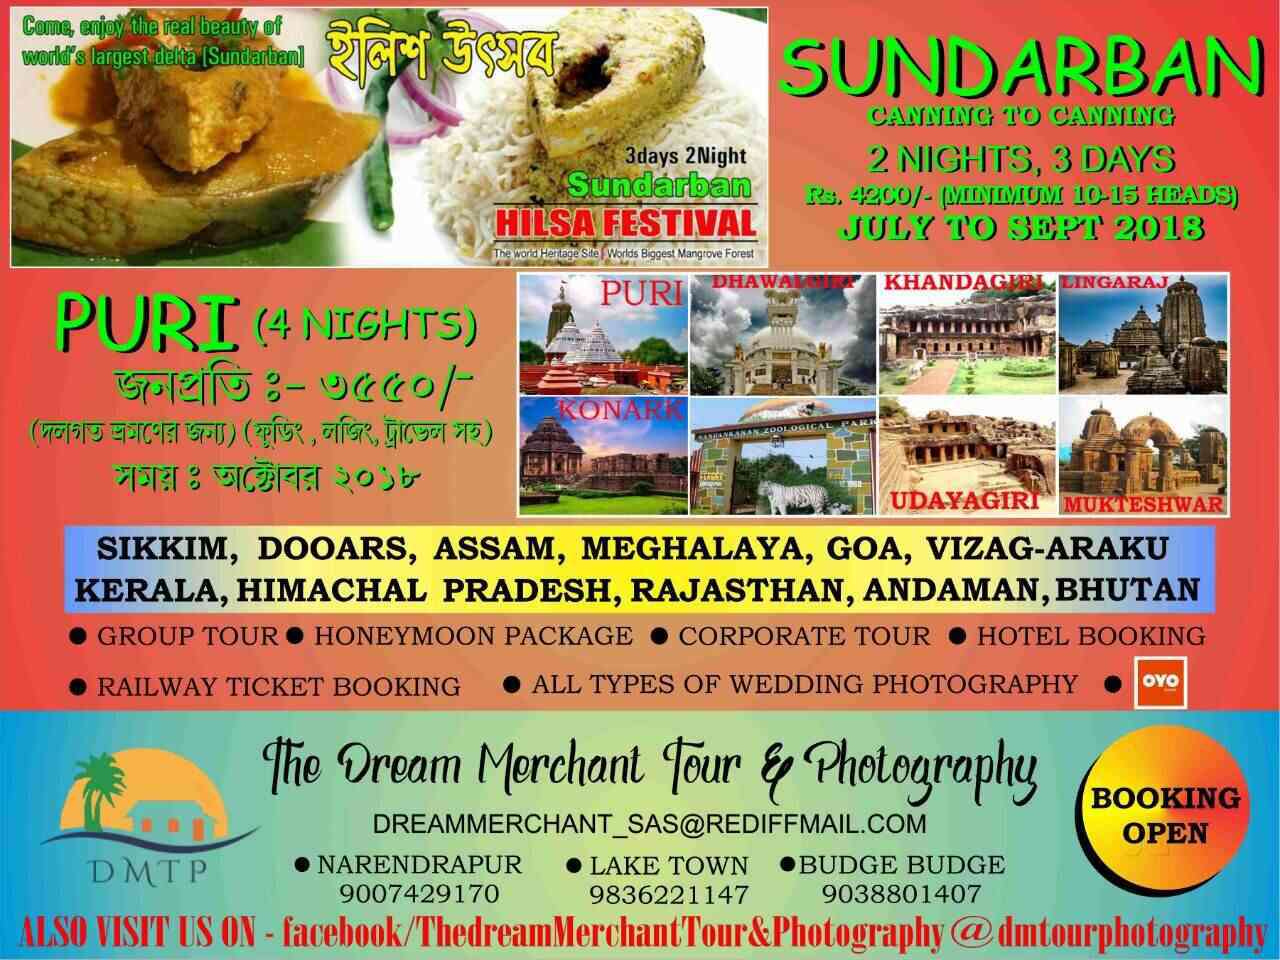 Come, enjoy the real beauty of
world's largest delta [Sundarban]
ইলিশ উৎসব
3days 2Night
Sundarban
HILSA FESTIVAL
The world Heritage Site | Worlds Biggest Mangrove Forest
SUNDARBAN
CANNING TO CANNING
2 NIGHTS, 3 DAYS
Rs. 4200/- (MINIMUM 10-15 HEADS)
JULY TO SEPT 2018
PURI (4 NIGHTS)
জনপ্রতি ঃ– ৩৫৫০/–
(দলগত ভ্রমণের জন্য) (ফুডিং, লজিং, ট্রাভেল সহ)
সময় ঃ অক্টোবর ২০১৮
PURI
DHAWALGIRI
KHANDAGIRI
LINGARAJ
KONARK
NANDANKANAN ZOOLOGICAL PARK
UDAYAGIRI
MUKTESHWAR
SIKKIM, DOOARS, ASSAM, MEGHALAYA, GOA, VIZAG-ARAKU
KERALA, HIMACHAL PRADESH, RAJASTHAN, ANDAMAN, BHUTAN
● GROUP TOUR ● HONEYMOON PACKAGE ● CORPORATE TOUR ● HOTEL BOOKING
● RAILWAY TICKET BOOKING ● ALL TYPES OF WEDDING PHOTOGRAPHY ● OYO
DMTP
The Dream Merchant Tour & Photography
DREAMMERCHANT_SAS@REDIFFMAIL.COM
● NARENDRAPUR
9007429170
● LAKE TOWN
9836221147
● BUDGE BUDGE
9038801407
BOOKING
OPEN
ALSO VISIT US ON - facebook/ThedreamMerchantTour&Photography @dmtourphotography